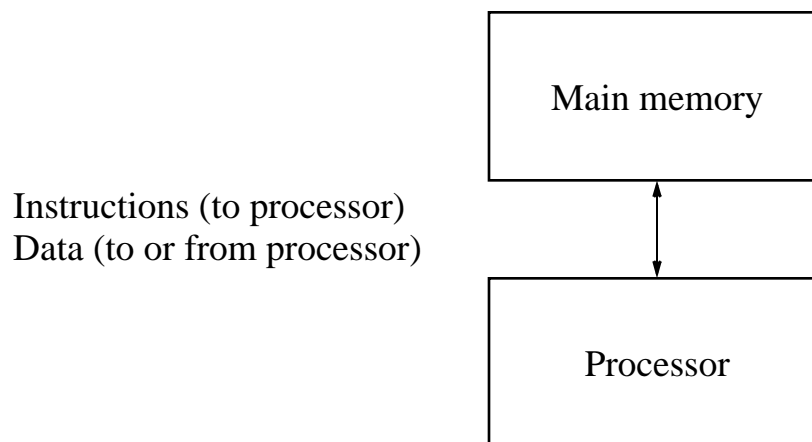 Main memory
Instructions (to processor)
Data (to or from processor)
Processor